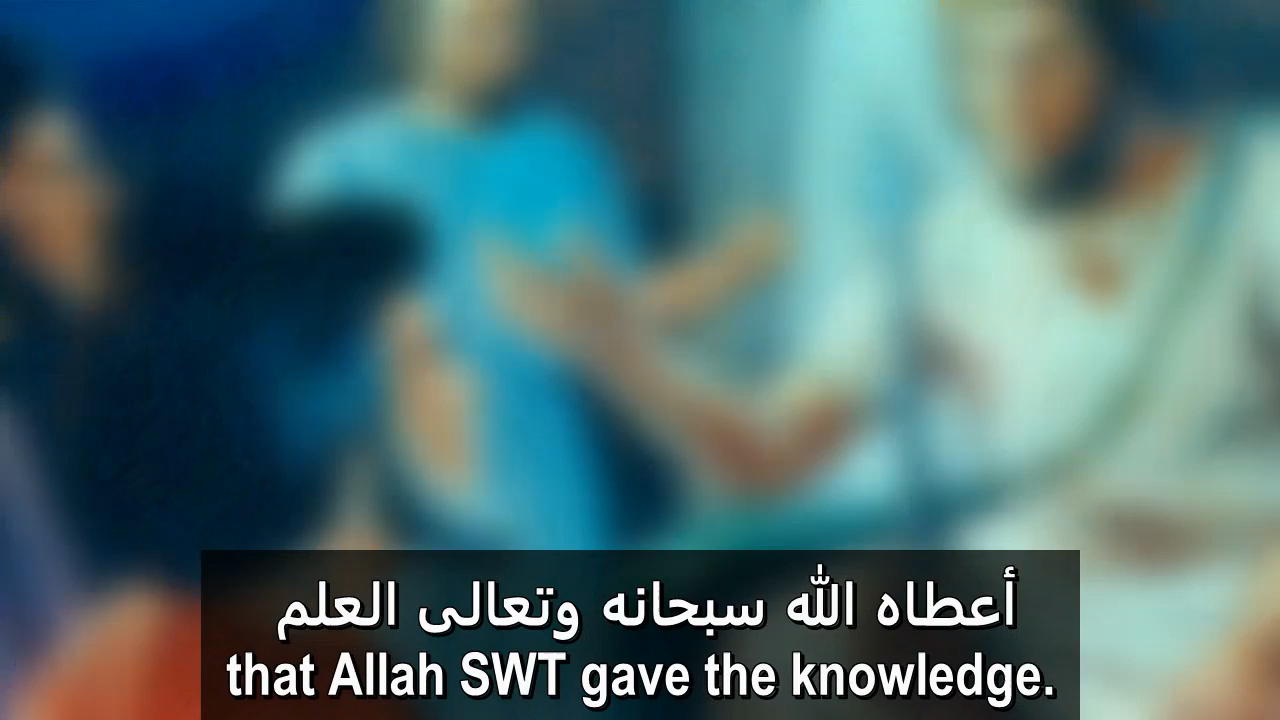 أعطاه الله سبحانه وتعالى العلم
that Allah SWT gave the knowledge.